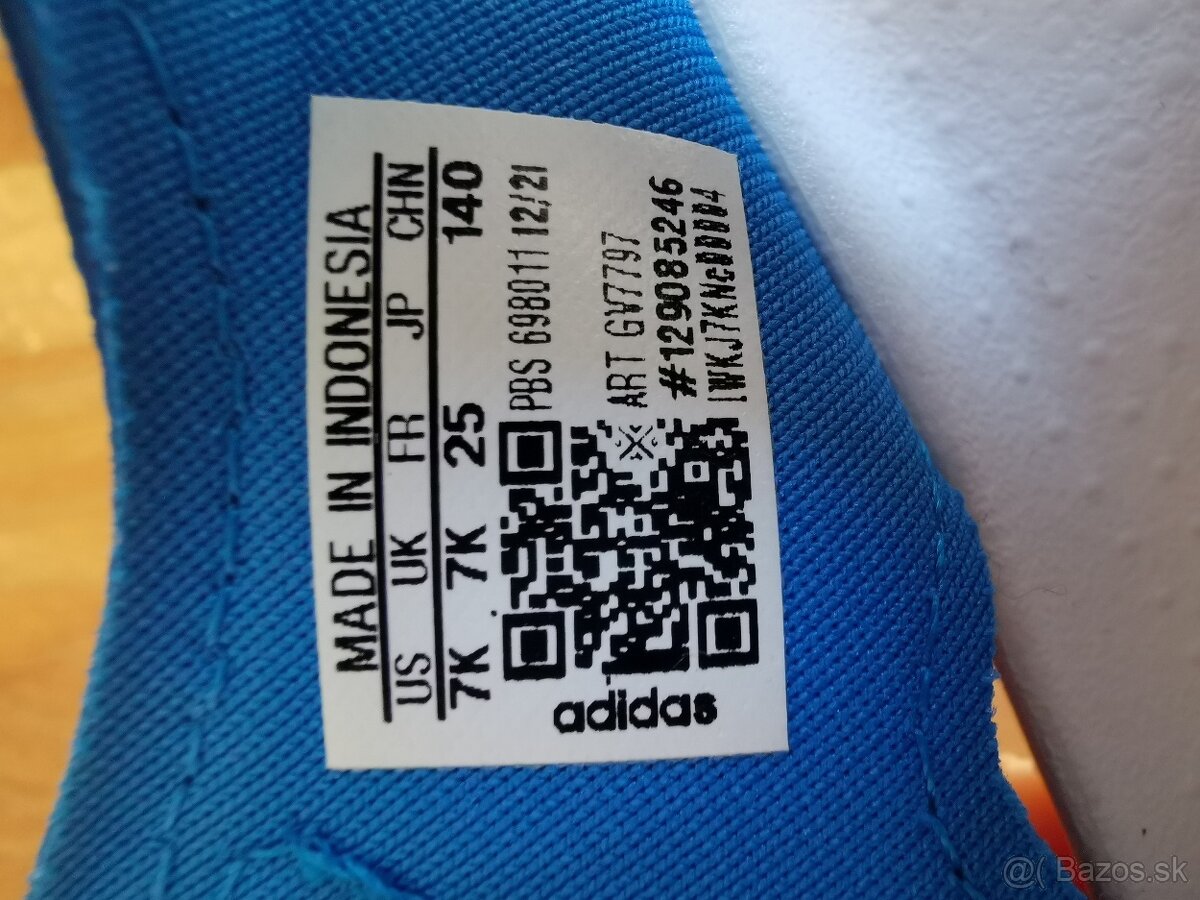 MADE IN INDONESIA
US UK FR JP CHN
7K 7K 25 140
PBS 698011 12/21
ART GV7797
#129085246
adidas
@( Bazos.sk